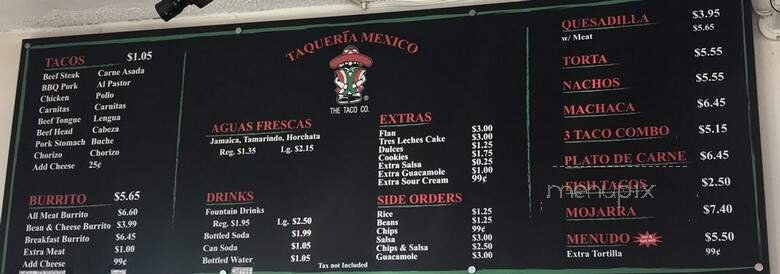 TAQUERÍA MEXICO
THE TACO CO.
TACOS $1.05
Beef Steak Carne Asada
BBQ Pork Al Pastor
Chicken Pollo
Carnitas Carnitas
Beef Tongue Lengua
Beef Head Cabeza
Pork Stomach Buche
Chorizo Chorizo
Add Cheese 25¢
BURRITO $5.65
All Meat Burrito $6.60
Bean & Cheese Burrito $3.99
Breakfast Burrito $6.45
Extra Meat $1.00
Add Cheese 99¢
AGUAS FRESCAS
Jamaica, Tamarindo, Horchata
Reg. $1.35 Lg. $2.15
DRINKS
Fountain Drinks
Reg. $1.95 Lg. $2.50
Bottled Soda $1.99
Can Soda $1.05
Bottled Water $1.05
EXTRAS
Flan $3.00
Tres Leches Cake $3.00
Dulces $1.25
Cookies $1.75
Extra Salsa $0.25
Extra Guacamole $1.00
Extra Sour Cream 99¢
SIDE ORDERS
Rice $1.25
Beans $1.25
Chips 99¢
Salsa $3.00
Chips & Salsa $2.50
Guacamole $3.00
Tax not Included
QUESADILLA $3.95
w/ Meat $5.65
TORTA $5.55
NACHOS $5.55
MACHACA $6.45
3 TACO COMBO $5.15
PLATO DE CARNE $6.45
FISH TACOS $2.50
MOJARRA $7.40
MENUDO $5.50
Extra Tortilla 99¢
menupix